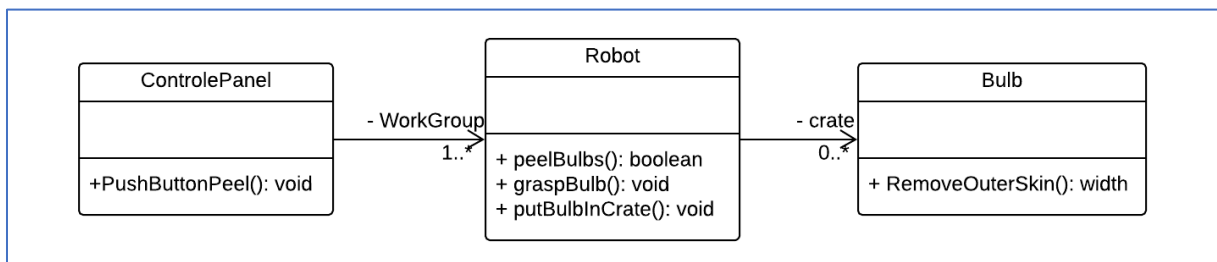 ControlePanel
+PushButtonPeel(): void
- WorkGroup
1..*
Robot
+ peelBulbs(): boolean
+ graspBulb(): void
+ putBulbInCrate(): void
- crate
0..*
Bulb
+ RemoveOuterSkin(): width